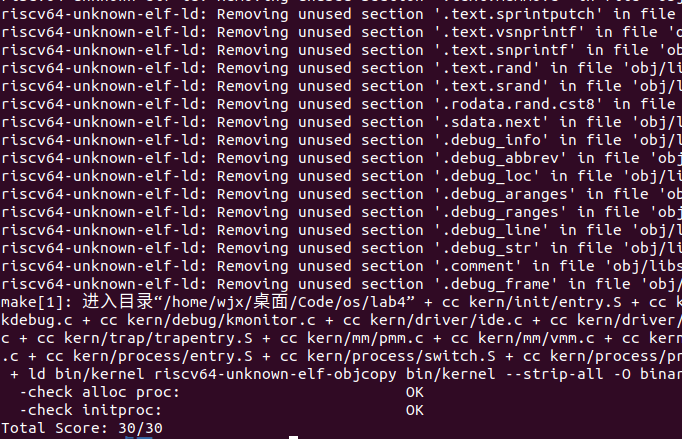 riscv64-unknown-elf-ld: Removing unused section '.text.sprintputch' in file
riscv64-unknown-elf-ld: Removing unused section '.text.vsnprintf' in file 'o
riscv64-unknown-elf-ld: Removing unused section '.text.snprintf' in file 'ob
riscv64-unknown-elf-ld: Removing unused section '.text.rand' in file 'obj/li
riscv64-unknown-elf-ld: Removing unused section '.text.srand' in file 'obj/l
riscv64-unknown-elf-ld: Removing unused section '.rodata.rand.cst8' in file
riscv64-unknown-elf-ld: Removing unused section '.sdata.next' in file 'obj/l
riscv64-unknown-elf-ld: Removing unused section '.debug_info' in file 'obj/l
riscv64-unknown-elf-ld: Removing unused section '.debug_abbrev' in file 'obj
riscv64-unknown-elf-ld: Removing unused section '.debug_loc' in file 'obj/li
riscv64-unknown-elf-ld: Removing unused section '.debug_aranges' in file 'ob
riscv64-unknown-elf-ld: Removing unused section '.debug_ranges' in file 'obj
riscv64-unknown-elf-ld: Removing unused section '.debug_line' in file 'obj/l
riscv64-unknown-elf-ld: Removing unused section '.debug_str' in file 'obj/li
riscv64-unknown-elf-ld: Removing unused section '.comment' in file 'obj/libs
riscv64-unknown-elf-ld: Removing unused section '.debug_frame' in file 'obj/
make[1]: 进入目录“/home/wjx/桌面/Code/os/lab4” + cc kern/init/entry.S + cc k
kdebug.c + cc kern/debug/kmonitor.c + cc kern/driver/ide.c + cc kern/driver/
c + cc kern/trap/trapentry.S + cc kern/mm/pmm.c + cc kern/mm/vmm.c + cc kern
.c + cc kern/process/entry.S + cc kern/process/switch.S + cc kern/process/pr
+ ld bin/kernel riscv64-unknown-elf-objcopy bin/kernel --strip-all -O binar
-check alloc proc: OK
-check initproc: OK
Total Score: 30/30